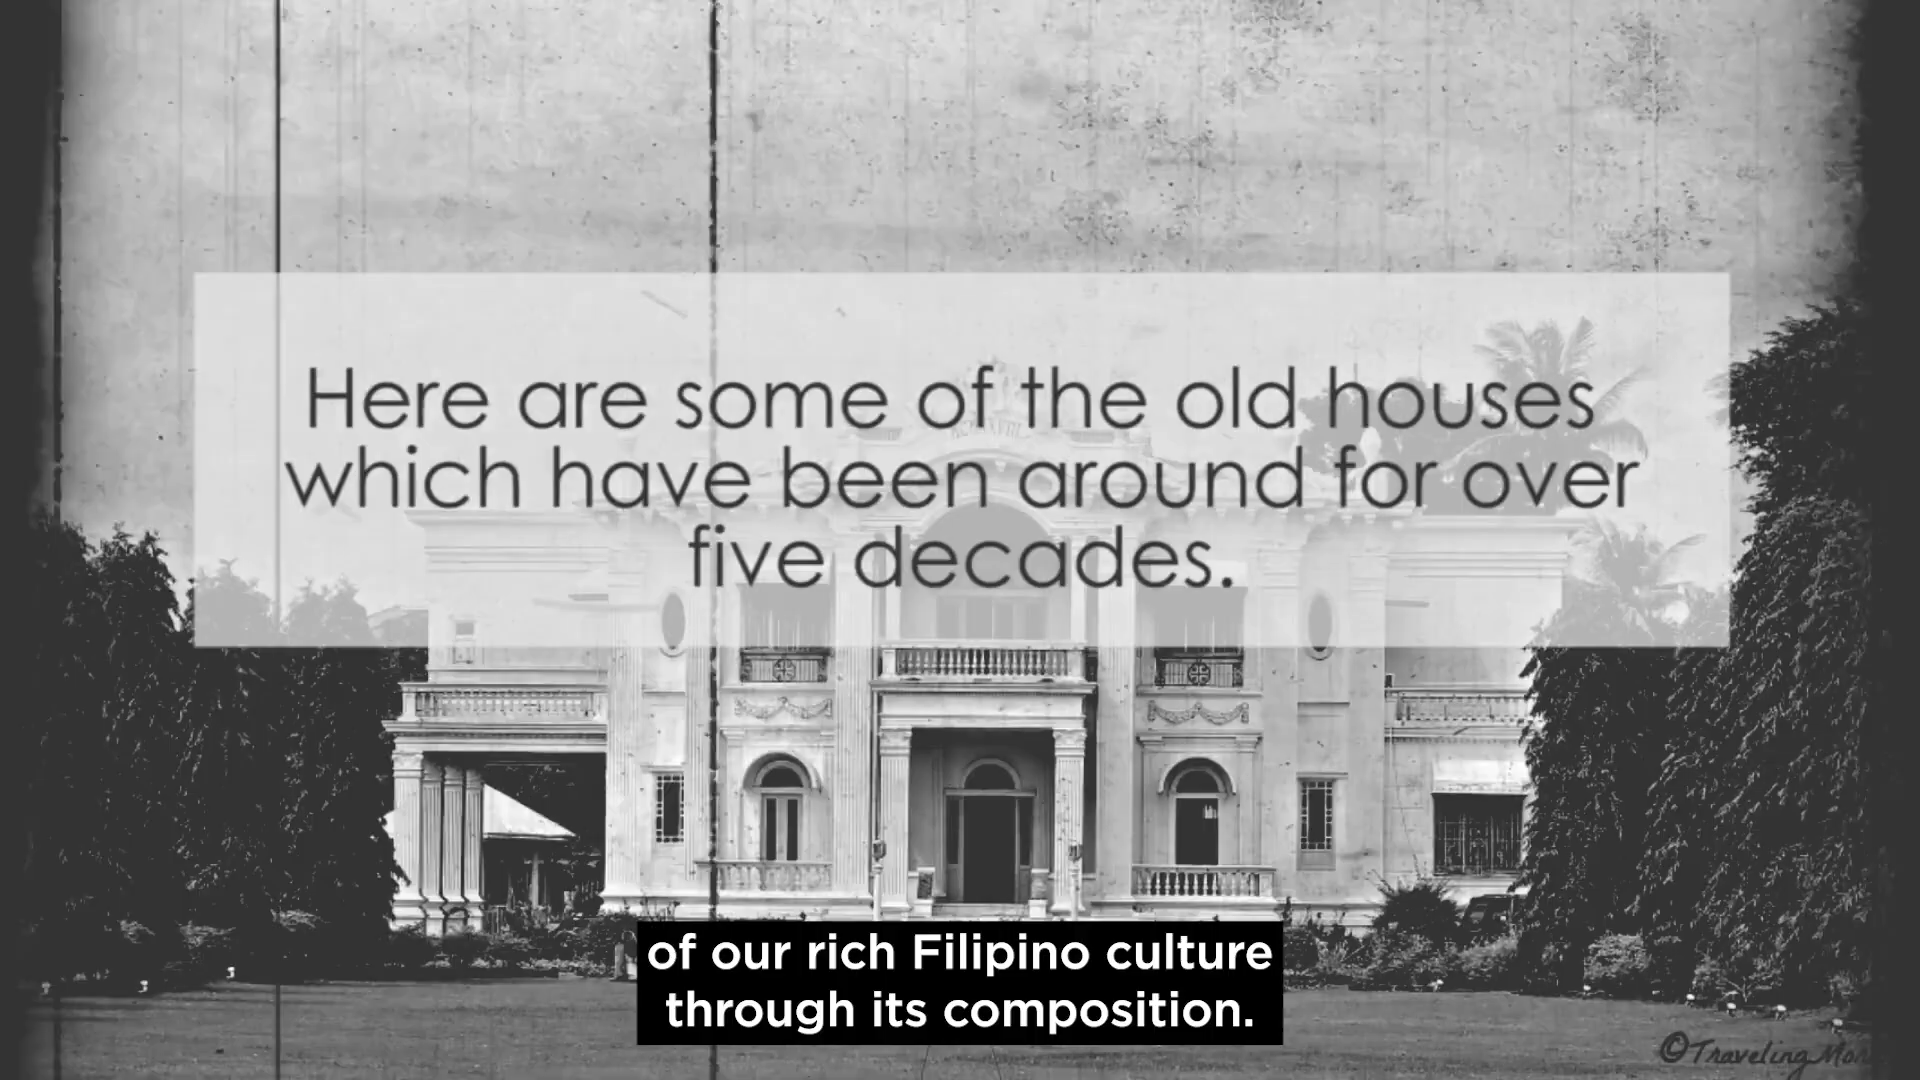 Here are some of the old houses
which have been around for over
five decades.
of our rich Filipino culture
through its composition.